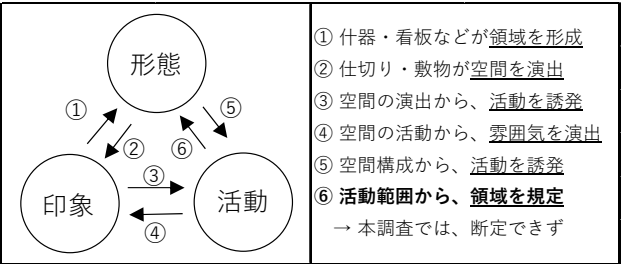 形態
①
⑤
②
⑥
③
印象
活動
④
① 什器・看板などが領域を形成
② 仕切り・敷物が空間を演出
③ 空間の演出から、活動を誘発
④ 空間の活動から、雰囲気を演出
⑤ 空間構成から、活動を誘発
⑥ 活動範囲から、領域を規定
→ 本調査では、断定できず